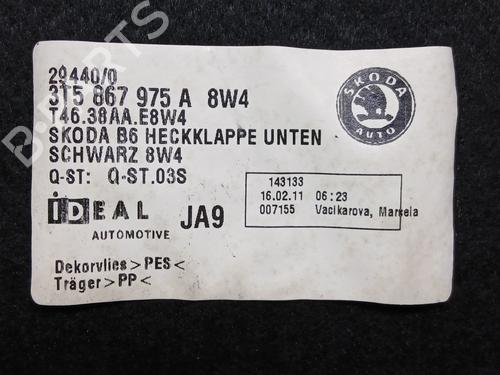 29440/0
3T5 867 975 A 8W4
T46.38AA.E8W4
SKODA B6 HECKKLAPPE UNTEN
SCHWARZ 8W4
Q-ST: Q-ST.03S
IDEAL
AUTOMOTIVE
JA9
SKODA
AUTO
143133
16.02.11 06:23
007155 Vacikarova, Marcela
Dekorvlies >PES<
Träger >PP<
B-PARTS